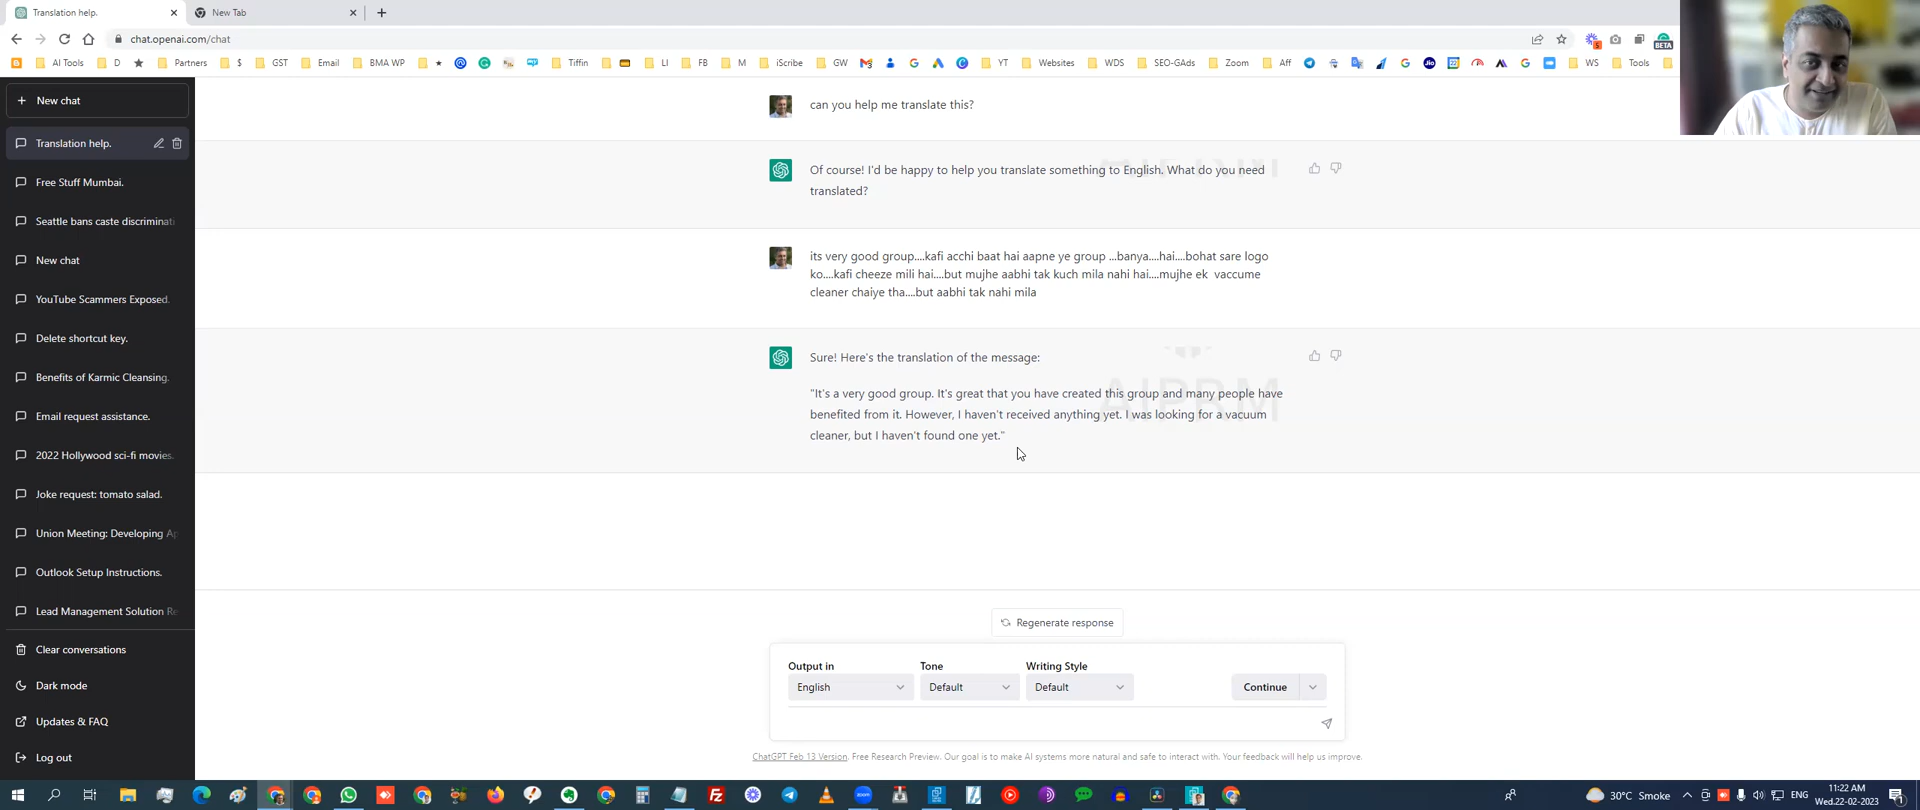 Translation help.
New Tab
chat.openai.com/chat
AI Tools D Partners $ GST Email BMA WP LI FB M iScribe GW YT Websites WDS SEO-GAds Zoom Aff Jio WS Tools
BETA
New chat
Translation help.
Free Stuff Mumbai.
Seattle bans caste discriminati
New chat
YouTube Scammers Exposed.
Delete shortcut key.
Benefits of Karmic Cleansing.
Email request assistance.
2022 Hollywood sci-fi movies.
Joke request: tomato salad.
Union Meeting: Developing Ap
Outlook Setup Instructions.
Lead Management Solution Re
Clear conversations
Dark mode
Updates & FAQ
Log out
can you help me translate this?
Of course! I'd be happy to help you translate something to English. What do you need
translated?
its very good group....kafi acchi baat hai aapne ye group ...banya....hai....bohat sare logo
ko....kafi cheeze mili hai....but mujhe aabhi tak kuch mila nahi hai....mujhe ek vaccume
cleaner chaiye tha....but aabhi tak nahi mila
Sure! Here's the translation of the message:
"It's a very good group. It's great that you have created this group and many people have
benefited from it. However, I haven't received anything yet. I was looking for a vacuum
cleaner, but I haven't found one yet."
AIPRM
Regenerate response
Output in Tone Writing Style
English Default Default Continue
ChatGPT Feb 13 Version. Free Research Preview. Our goal is to make AI systems more natural and safe to interact with. Your feedback will help us improve.
30°C Smoke ENG 11:22 AM
Wed.22-02-2023